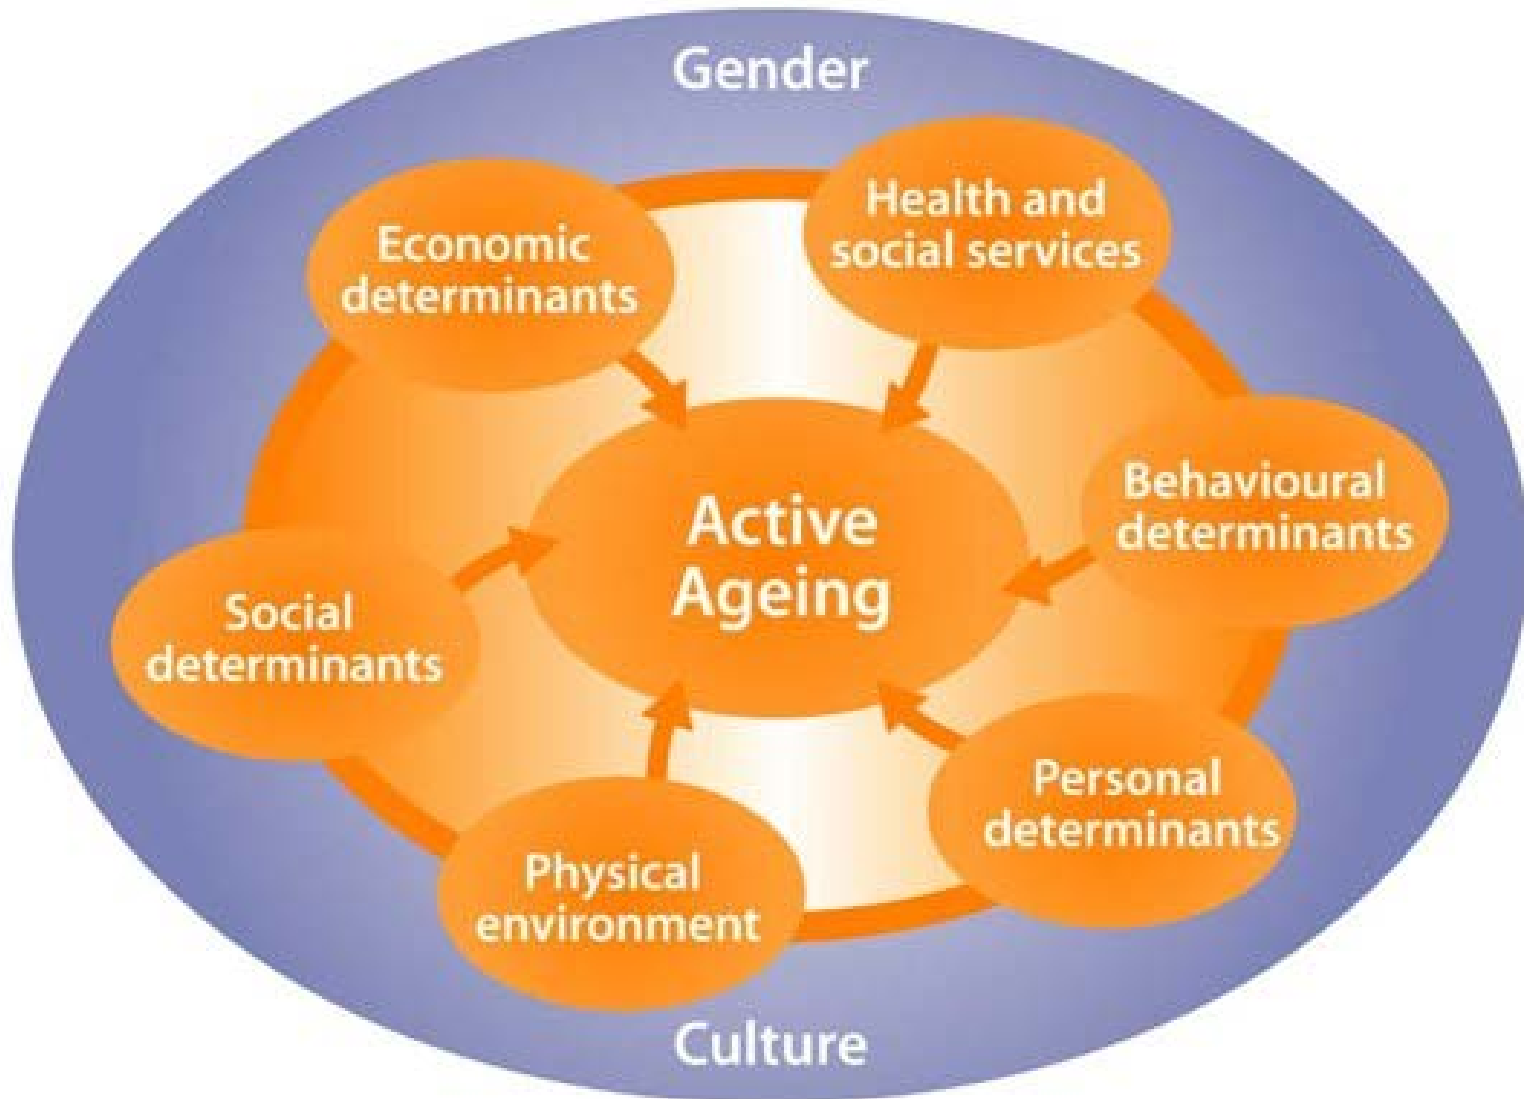 Gender
Economic
determinants
Health and
social services
Behavioural
determinants
Active
Ageing
Social
determinants
Personal
determinants
Physical
environment
Culture